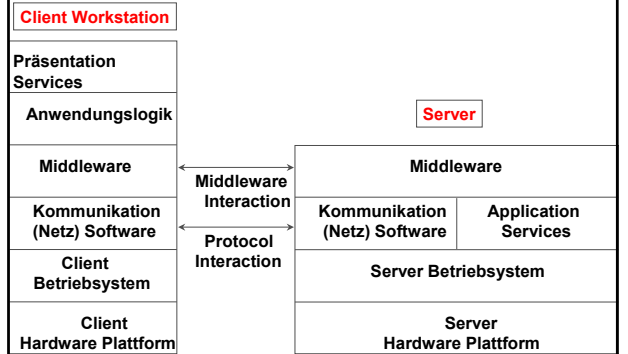 Client Workstation
Präsentation
Services
Anwendungslogik
Server
Middleware
Middleware
Middleware
Interaction
Kommunikation
(Netz) Software
Kommunikation
(Netz) Software
Application
Services
Protocol
Interaction
Client
Betriebsystem
Server Betriebsystem
Client
Hardware Plattform
Server
Hardware Plattform